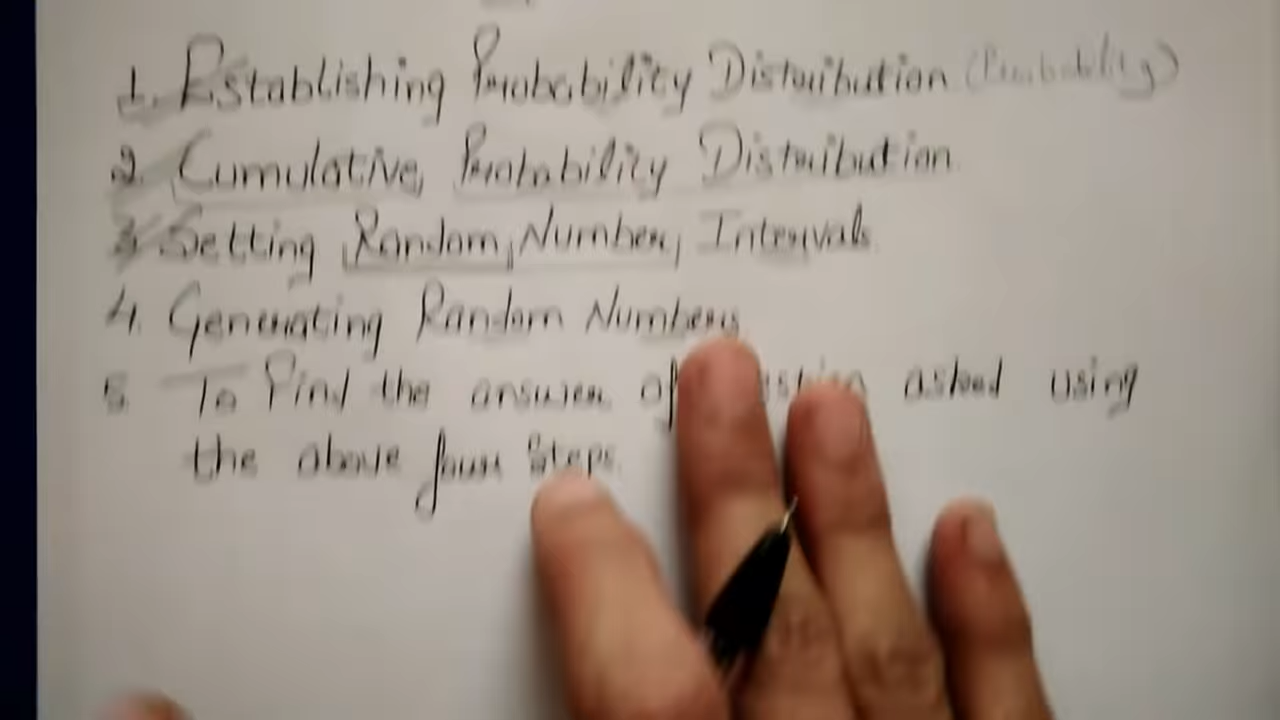 1. Establishing Probability Distribution (Probability)
2. Cumulative Probability Distribution
3. Setting Random Number Intervals
4. Generating Random Numbers
5. To Find the answer of asked using
the above four Steps.